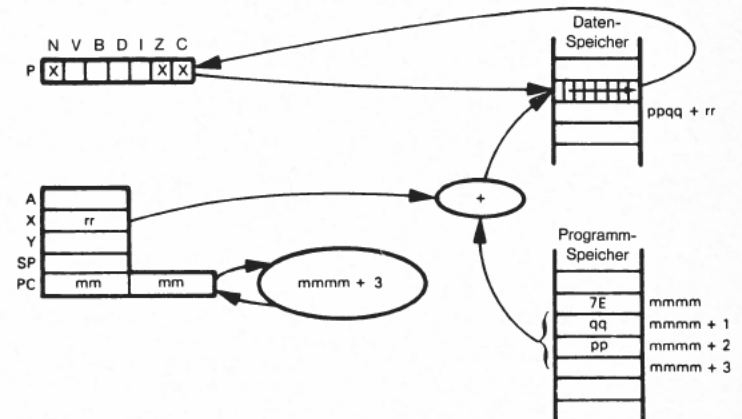 Daten-
Speicher
N V B D I Z C
P X X X
ppqq + rr
A
X rr
Y
SP
PC mm mm
+
mmmm + 3
Programm-
Speicher
7E mmmm
qq mmmm + 1
pp mmmm + 2
mmmm + 3